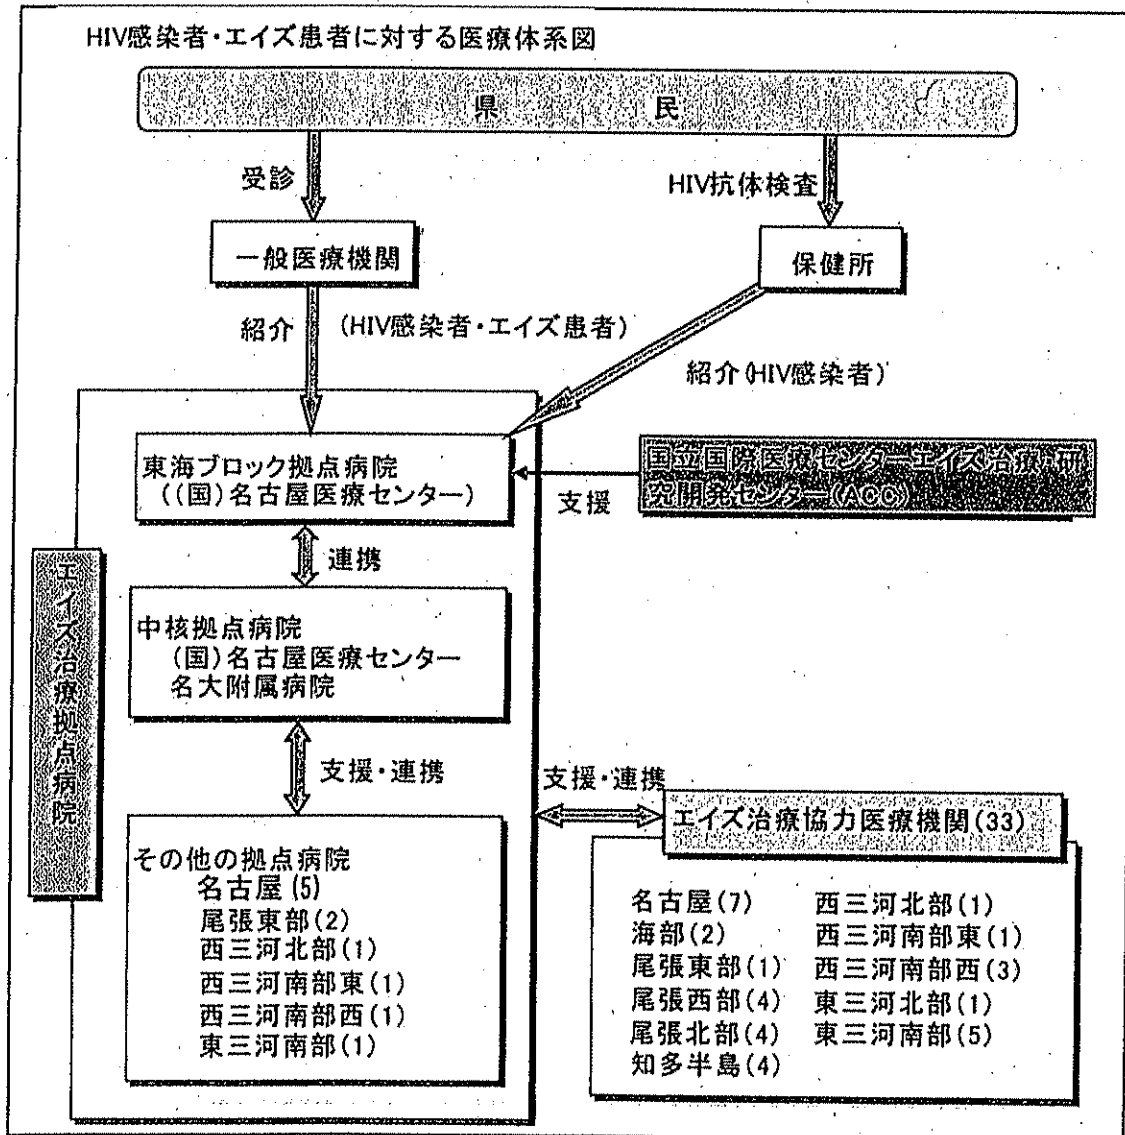 HIV感染者・エイズ患者に対する医療体系図
県 民
受診
HIV抗体検査
一般医療機関
保健所
紹介
(HIV感染者・エイズ患者)
紹介(HIV感染者)
東海ブロック拠点病院
((国)名古屋医療センター)
国立国際医療センターエイズ治療・研
究開発センター(ACC)
支援
連携
エイズ治療拠点病院
中核拠点病院
(国)名古屋医療センター
名大附属病院
支援・連携
支援・連携
エイズ治療協力医療機関(33)
その他の拠点病院
名古屋(5)
尾張東部(2)
西三河北部(1)
西三河南部東(1)
西三河南部西(1)
東三河南部(1)
名古屋(7)
海部(2)
尾張東部(1)
尾張西部(4)
尾張北部(4)
知多半島(4)
西三河北部(1)
西三河南部東(1)
西三河南部西(3)
東三河北部(1)
東三河南部(5)